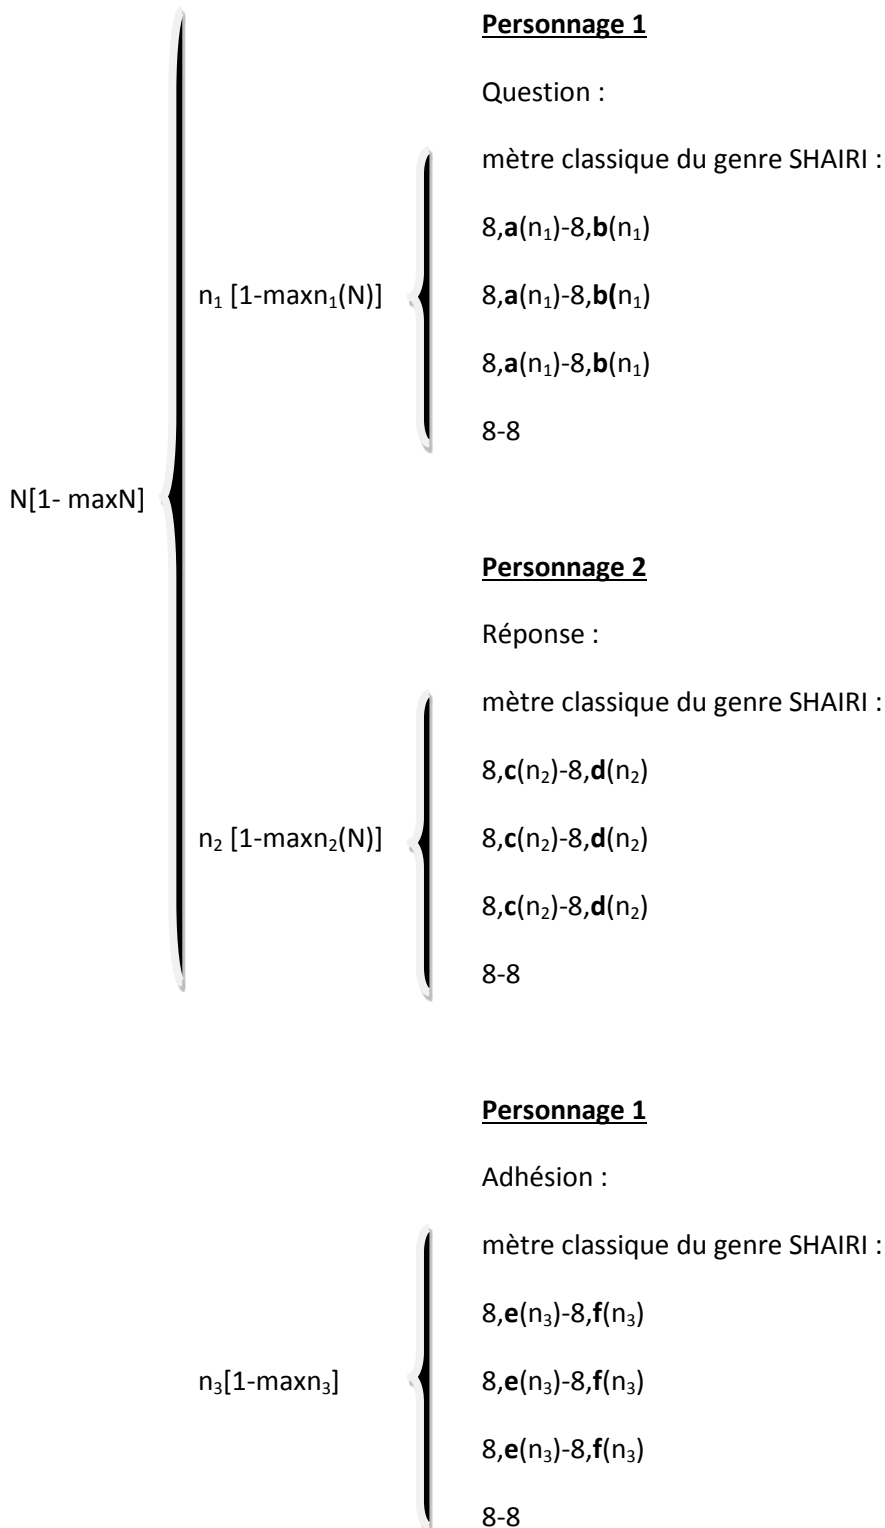 Personnage 1
Question :
mètre classique du genre SHAIRI :
8,a(n₁)-8,b(n₁)
n₁ [1-maxn₁(N)]
8,a(n₁)-8,b(n₁)
8,a(n₁)-8,b(n₁)
8-8
N[1- maxN]
Personnage 2
Réponse :
mètre classique du genre SHAIRI :
8,c(n₂)-8,d(n₂)
n₂ [1-maxn₂(N)]
8,c(n₂)-8,d(n₂)
8,c(n₂)-8,d(n₂)
8-8
Personnage 1
Adhésion :
mètre classique du genre SHAIRI :
8,e(n₃)-8,f(n₃)
n₃[1-maxn₃]
8,e(n₃)-8,f(n₃)
8,e(n₃)-8,f(n₃)
8-8